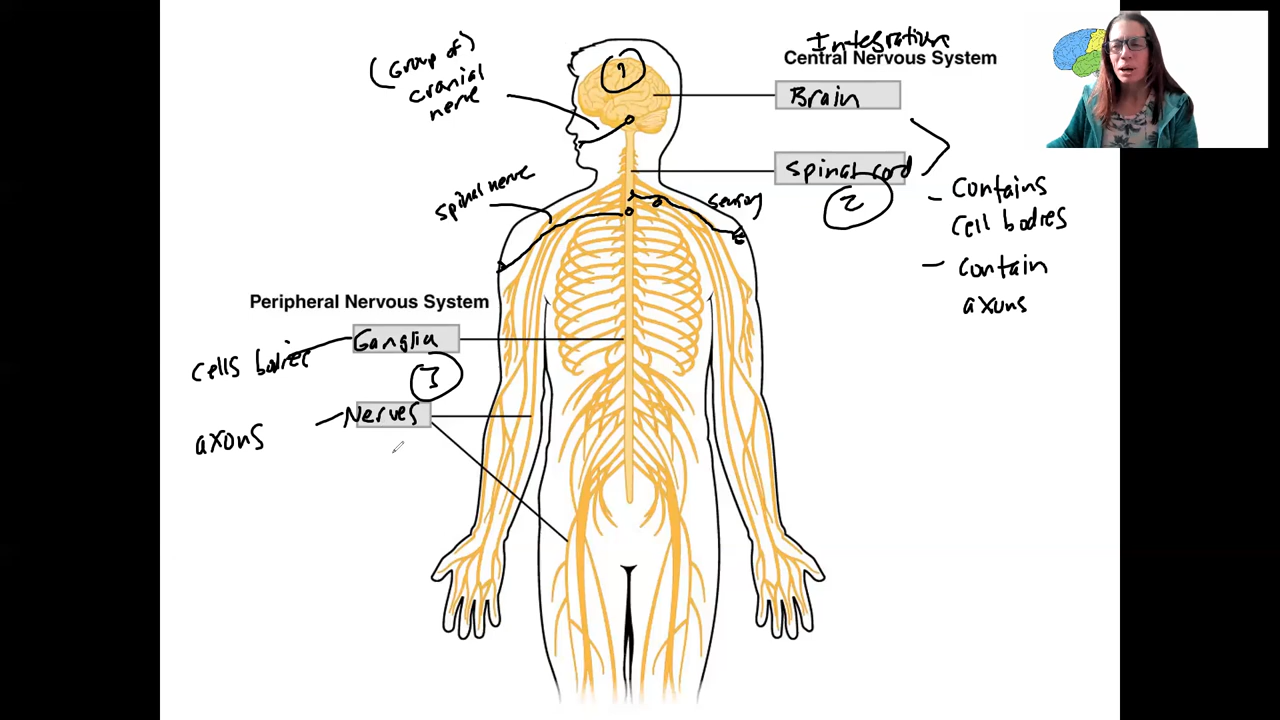 Integration
Central Nervous System
(Group of)
cranial
nerve
1
Brain
Spinal cord
2
- Contains
cell bodies
- contain
axons
spinal nerve
sensory
Peripheral Nervous System
Ganglia
cells bodies
3
Nerves
axons